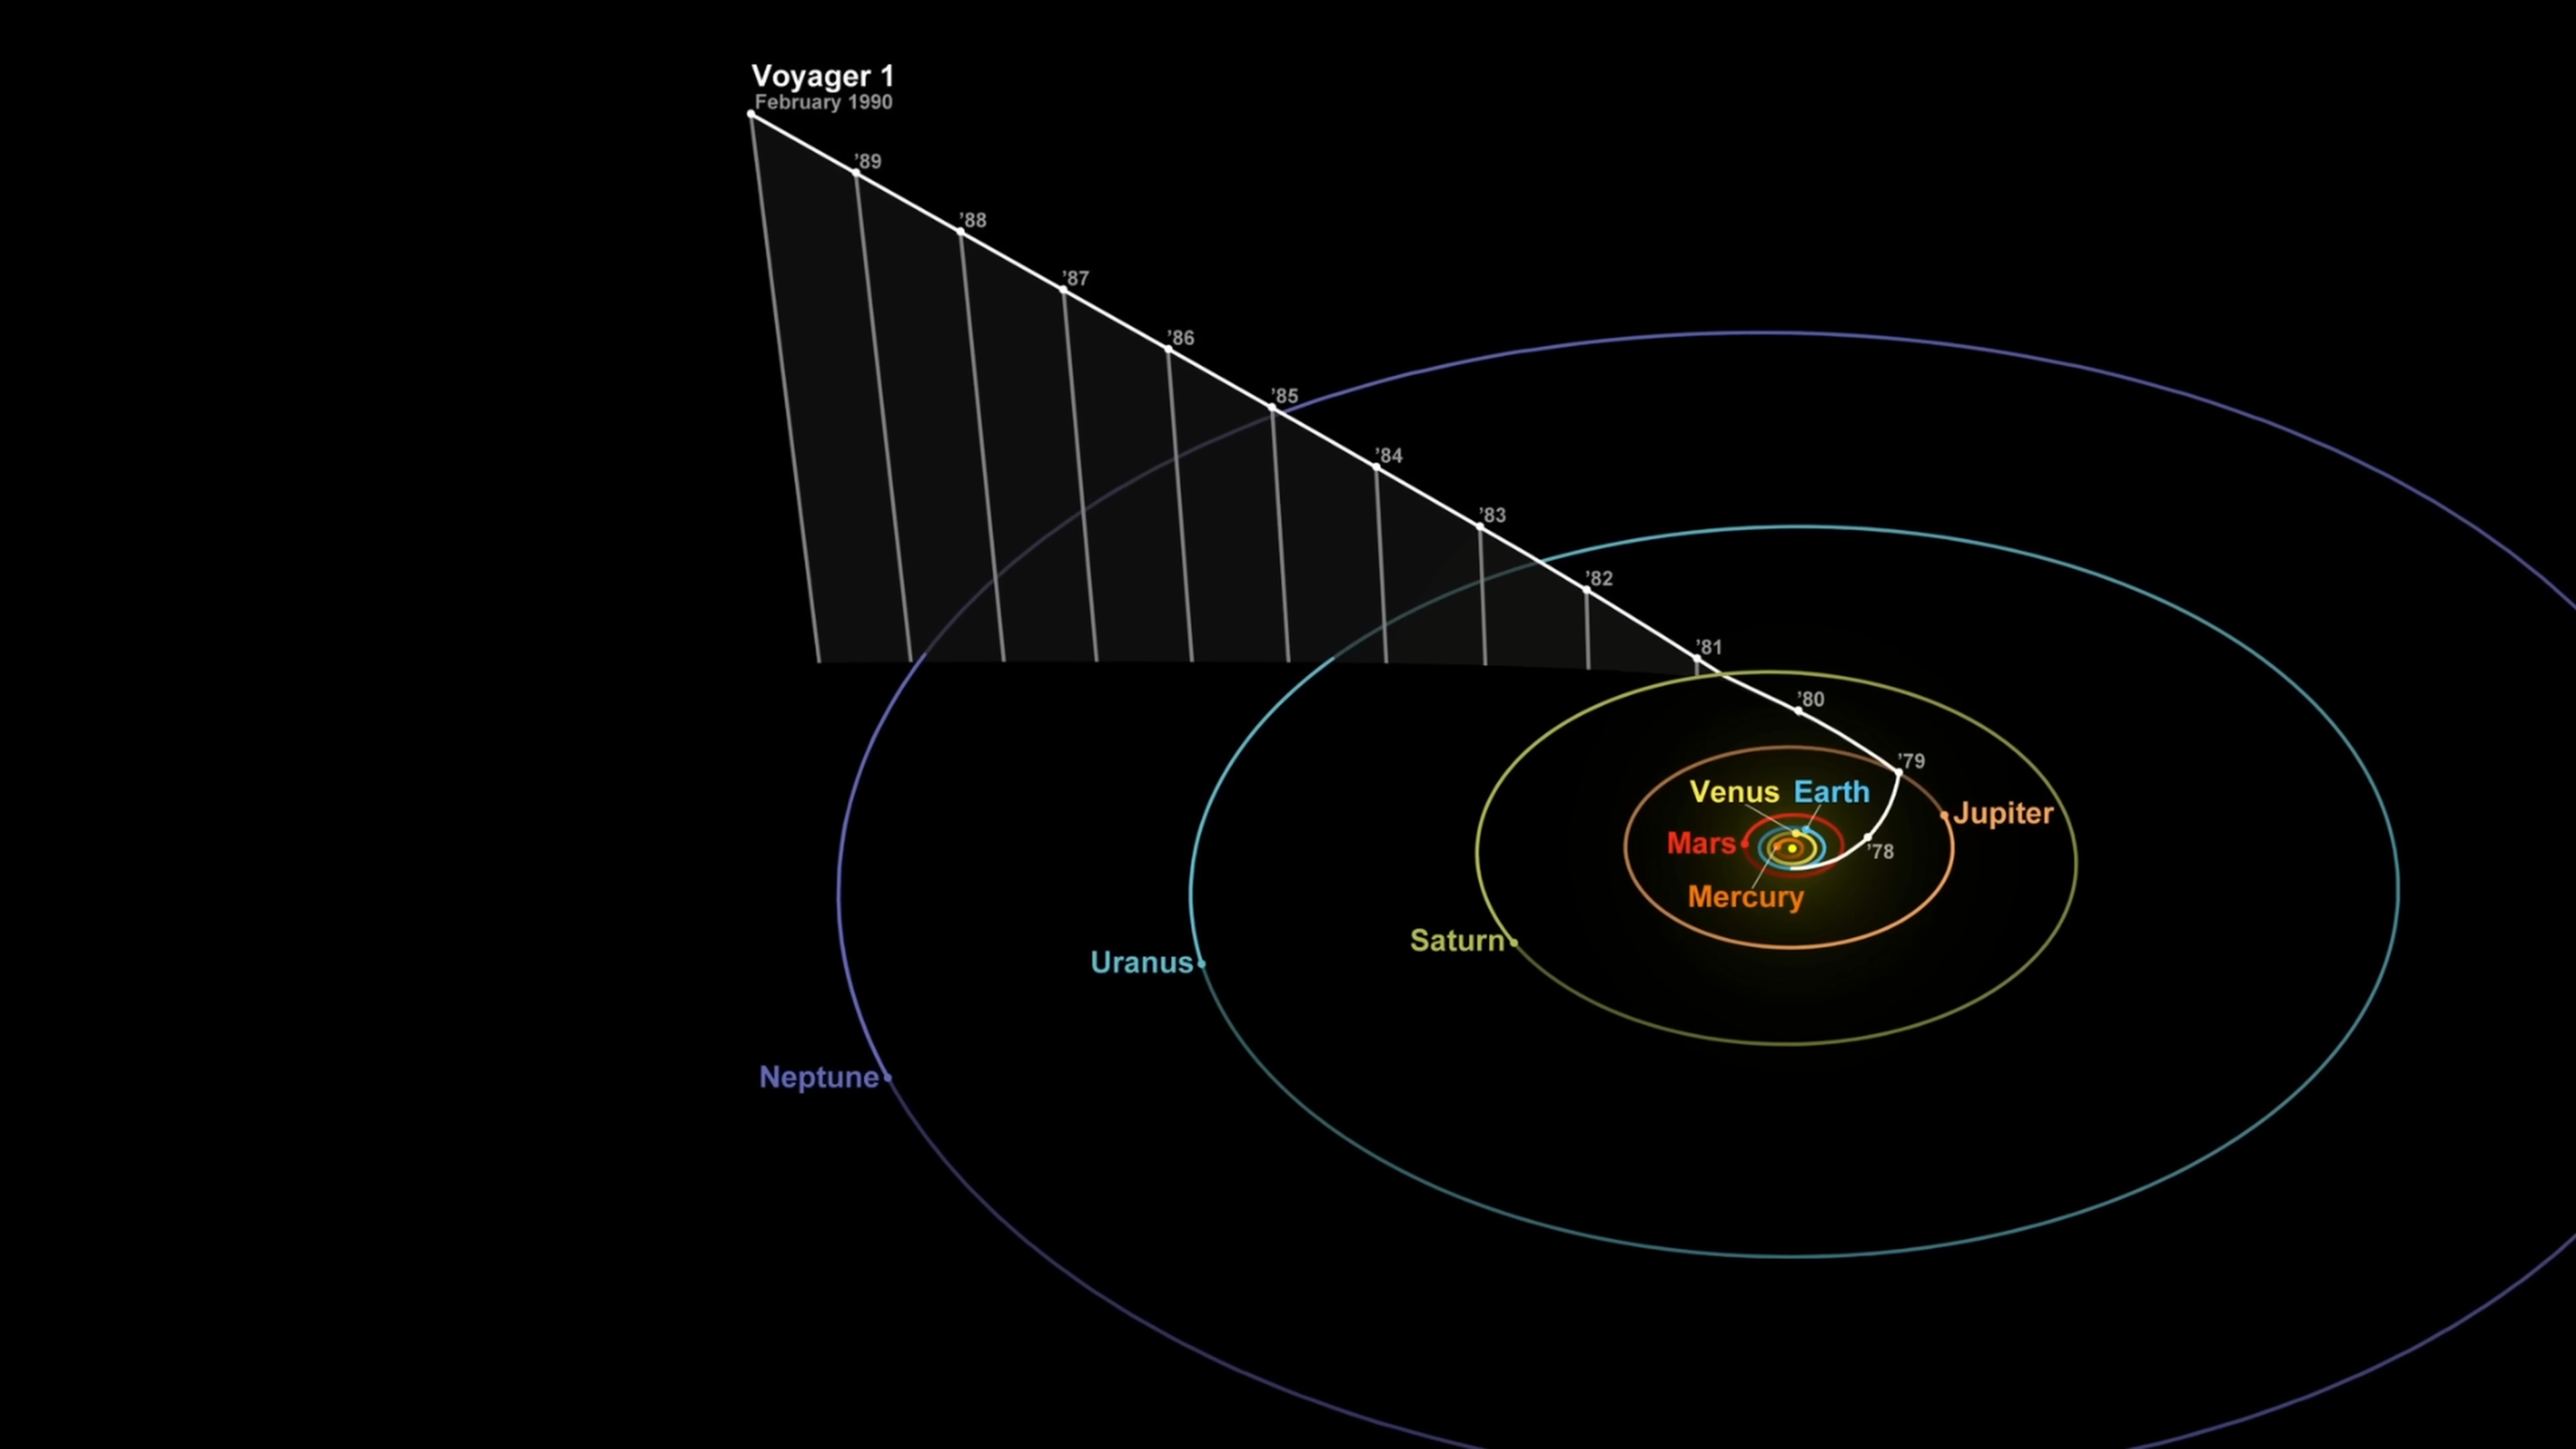 Voyager 1
February 1990
’89
’88
’87
’86
’85
’84
’83
’82
’81
’80
’79
Venus Earth
Jupiter
Mars
’78
Mercury
Saturn
Uranus
Neptune